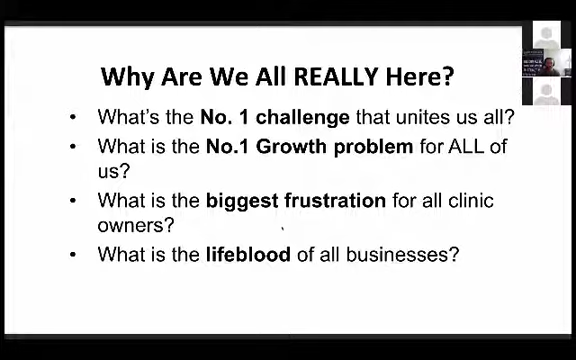 Why Are We All REALLY Here?
• What's the No. 1 challenge that unites us all?
• What is the No.1 Growth problem for ALL of
us?
• What is the biggest frustration for all clinic
owners?
• What is the lifeblood of all businesses?